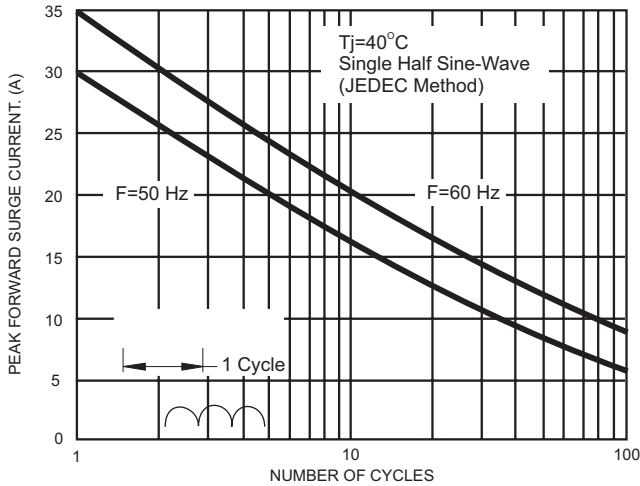 35
30
25
20
15
10
5
0
PEAK FORWARD SURGE CURRENT. (A)
Tj=40°C
Single Half Sine-Wave
(JEDEC Method)
F=50 Hz
F=60 Hz
1 Cycle
1
10
100
NUMBER OF CYCLES